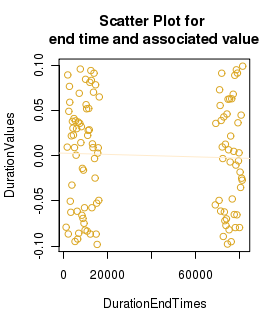 Scatter Plot for
end time and associated value
DurationValues
0.10
0.05
0.00
-0.05
-0.10
0
20000
60000
DurationEndTimes